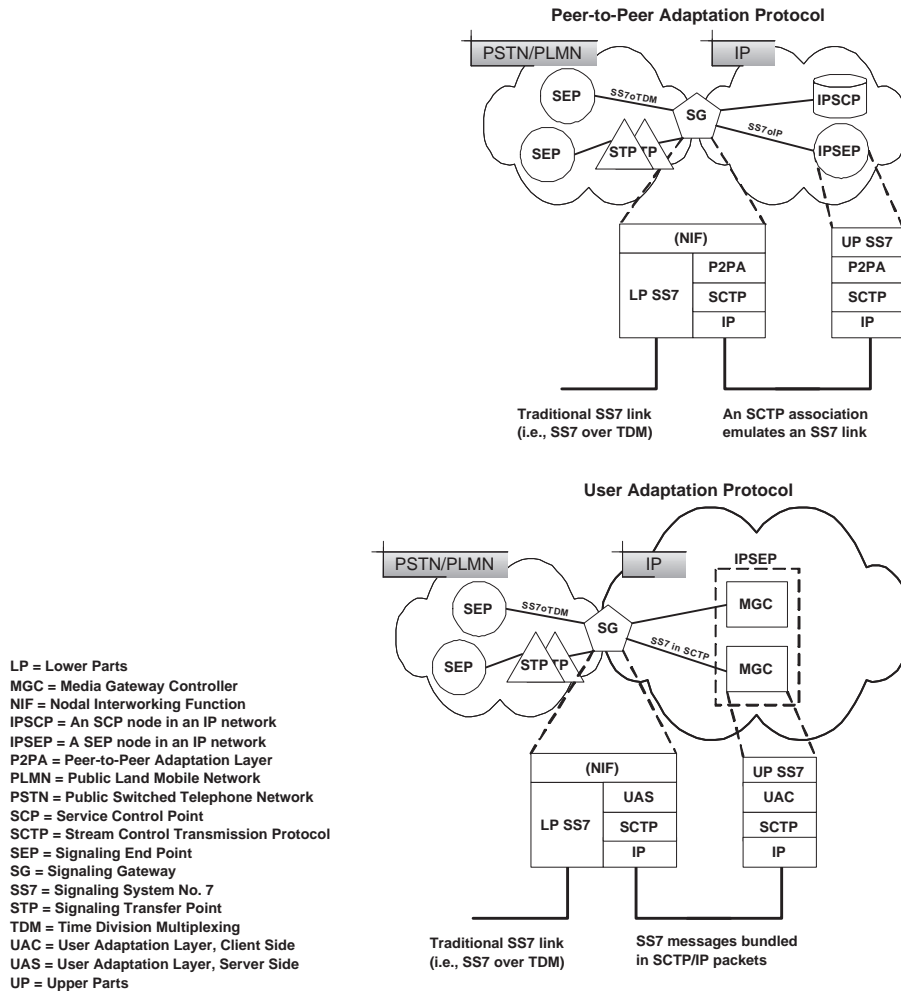 Peer-to-Peer Adaptation Protocol
PSTN/PLMN
IP
SEP
SS7oTDM
SG
IPSCP
SS7oIP
SEP
STP
TP
IPSEP
(NIF)
LP SS7
P2PA
SCTP
IP
UP SS7
P2PA
SCTP
IP
Traditional SS7 link
(i.e., SS7 over TDM)
An SCTP association
emulates an SS7 link
User Adaptation Protocol
PSTN/PLMN
IP
IPSEP
SEP
SS7oTDM
SG
MGC
SS7 in SCTP
SEP
STP
TP
MGC
(NIF)
LP SS7
UAS
SCTP
IP
UP SS7
UAC
SCTP
IP
Traditional SS7 link
(i.e., SS7 over TDM)
SS7 messages bundled
in SCTP/IP packets
LP = Lower Parts
MGC = Media Gateway Controller
NIF = Nodal Interworking Function
IPSCP = An SCP node in an IP network
IPSEP = A SEP node in an IP network
P2PA = Peer-to-Peer Adaptation Layer
PLMN = Public Land Mobile Network
PSTN = Public Switched Telephone Network
SCP = Service Control Point
SCTP = Stream Control Transmission Protocol
SEP = Signaling End Point
SG = Signaling Gateway
SS7 = Signaling System No. 7
STP = Signaling Transfer Point
TDM = Time Division Multiplexing
UAC = User Adaptation Layer, Client Side
UAS = User Adaptation Layer, Server Side
UP = Upper Parts